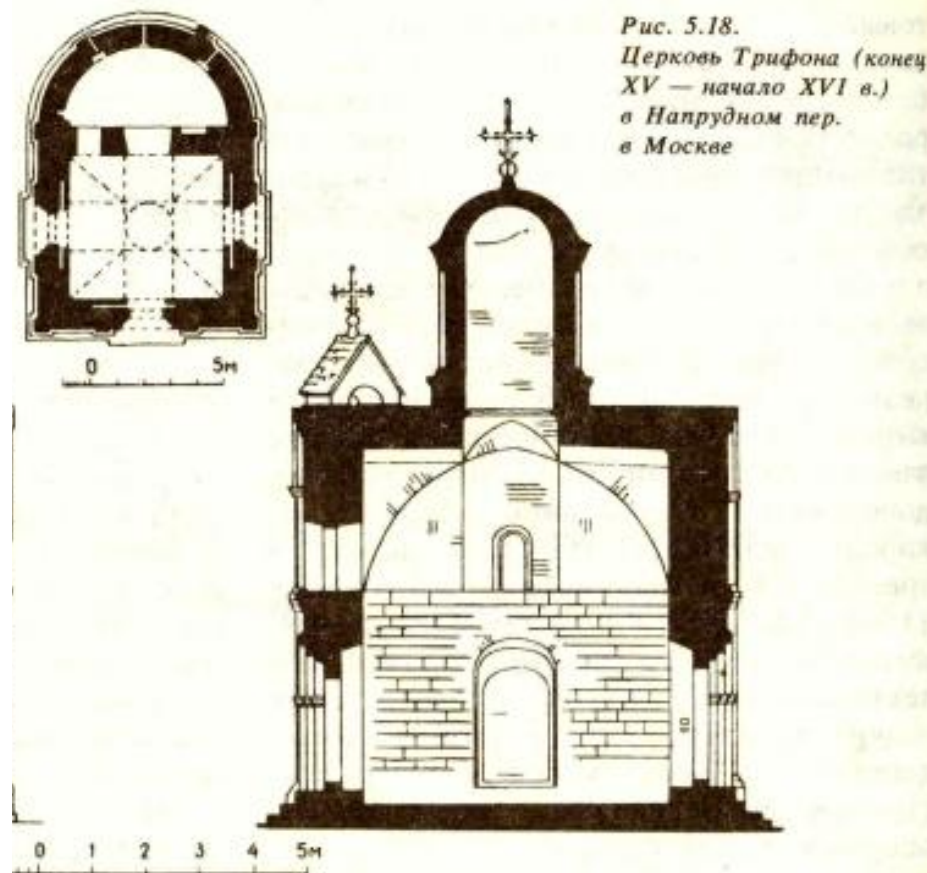 Рис. 5.18.
Церковь Трифона (конец
XV — начало XVI в.)
в Напрудном пер.
в Москве
0 5м
0 1 2 3 4 5м